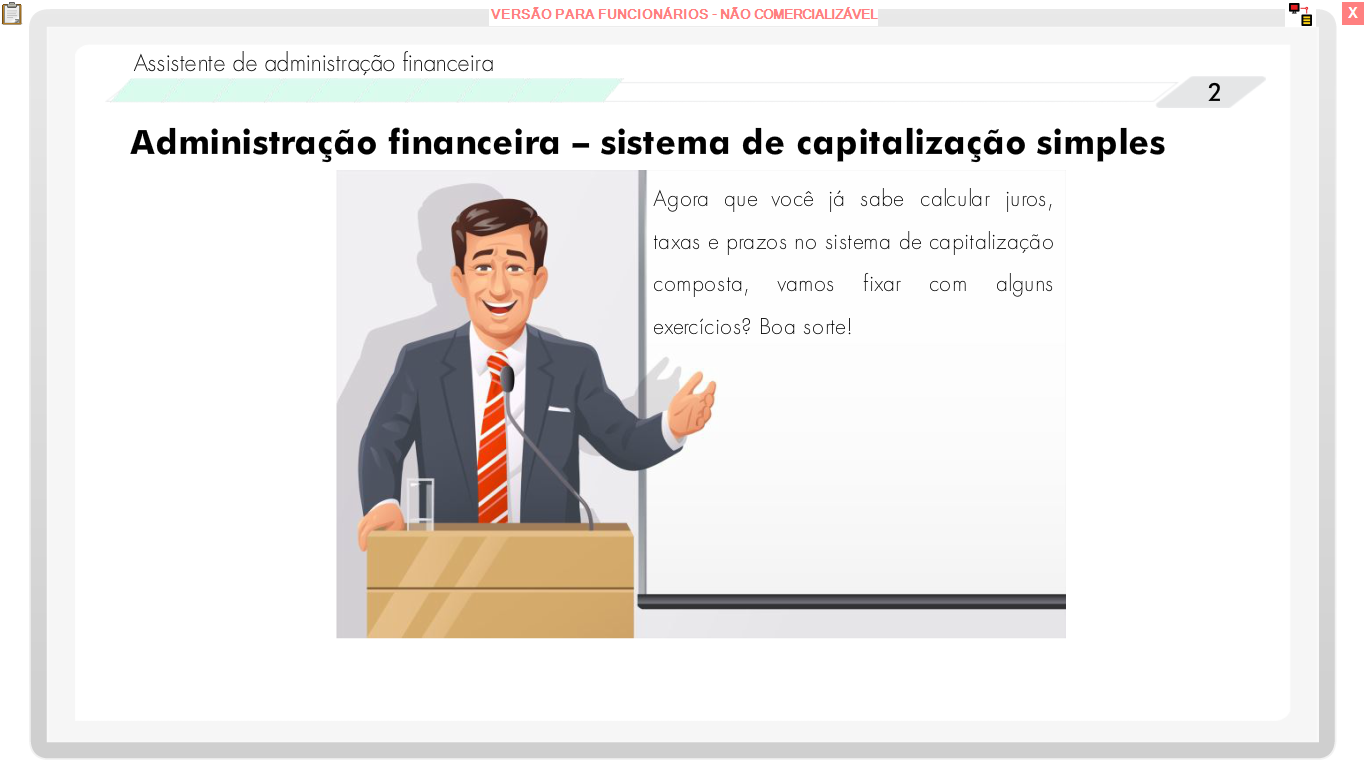 VERSÃO PARA FUNCIONÁRIOS - NÃO COMERCIALIZÁVEL
X
Assistente de administração financeira
2
Administração financeira – sistema de capitalização simples
Agora que você já sabe calcular juros,
taxas e prazos no sistema de capitalização
composta, vamos fixar com alguns
exercícios? Boa sorte!